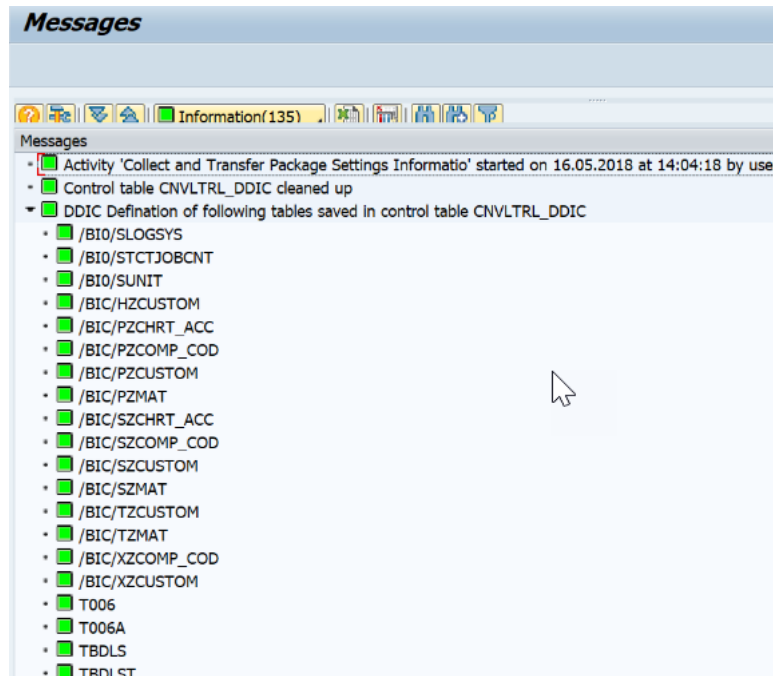 Messages
Information(135)
Messages
Activity 'Collect and Transfer Package Settings Informatio' started on 16.05.2018 at 14:04:18 by use
Control table CNVLTRL_DDIC cleaned up
DDIC Defination of following tables saved in control table CNVLTRL_DDIC
/BI0/SLOGSYS
/BI0/STCTJOBCNT
/BI0/SUNIT
/BIC/HZCUSTOM
/BIC/PZCHRT_ACC
/BIC/PZCOMP_COD
/BIC/PZCUSTOM
/BIC/PZMAT
/BIC/SZCHRT_ACC
/BIC/SZCOMP_COD
/BIC/SZCUSTOM
/BIC/SZMAT
/BIC/TZCUSTOM
/BIC/TZMAT
/BIC/XZCOMP_COD
/BIC/XZCUSTOM
T006
T006A
TBDLS
TBDLST